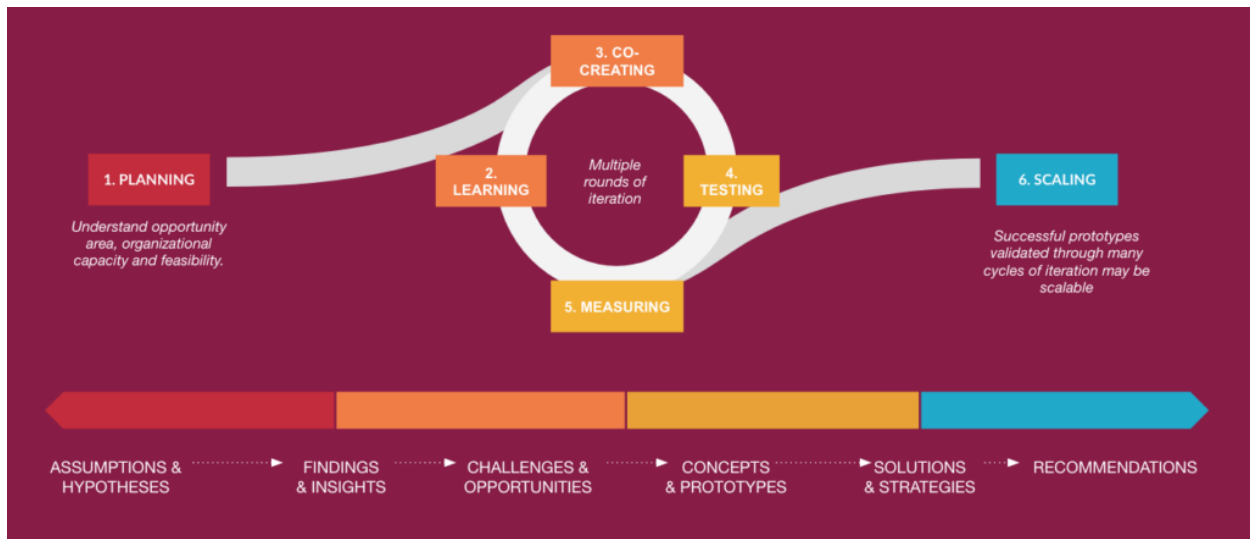 3. CO-
CREATING
1. PLANNING
Understand opportunity
area, organizational
capacity and feasibility.
2.
LEARNING
Multiple
rounds of
iteration
4.
TESTING
5. MEASURING
6. SCALING
Successful prototypes
validated through many
cycles of iteration may be
scalable
ASSUMPTIONS &
HYPOTHESES
FINDINGS
& INSIGHTS
CHALLENGES &
OPPORTUNITIES
CONCEPTS
& PROTOTYPES
SOLUTIONS
& STRATEGIES
RECOMMENDATIONS